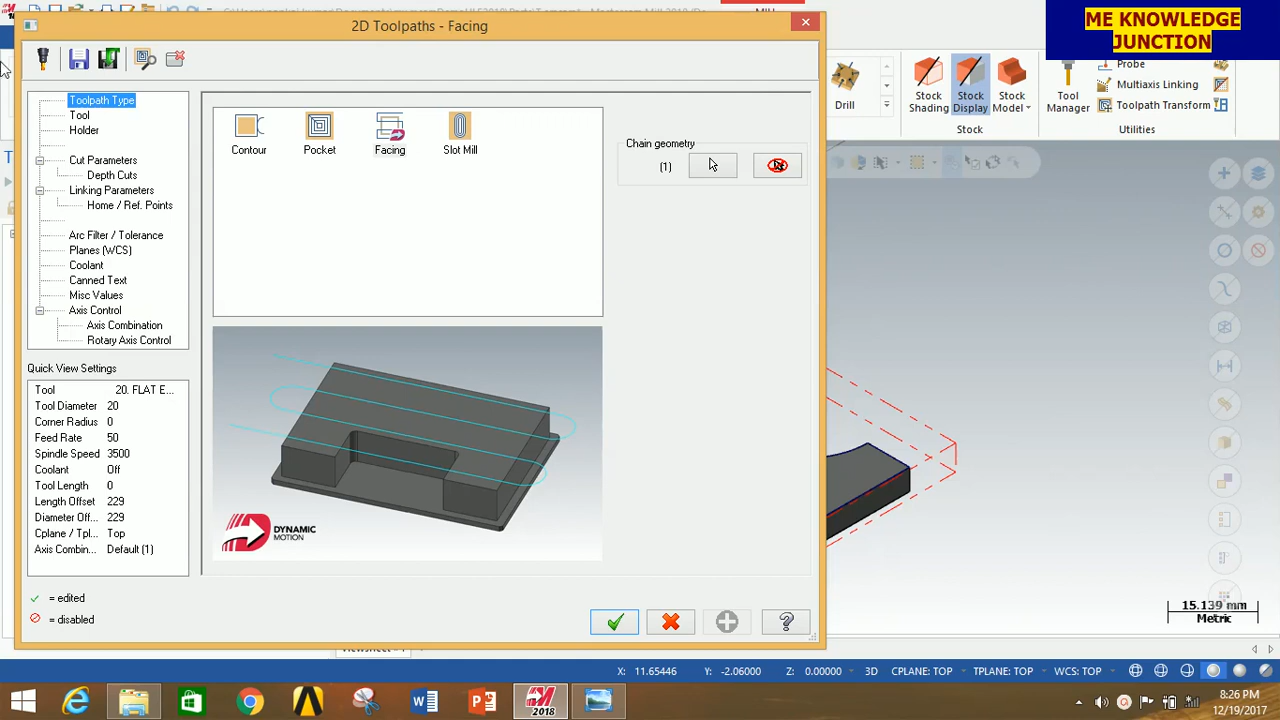 2D Toolpaths - Facing
ME KNOWLEDGE
JUNCTION
Toolpath Type
Tool
Holder
Cut Parameters
Depth Cuts
Linking Parameters
Home / Ref. Points
Arc Filter / Tolerance
Planes (WCS)
Coolant
Canned Text
Misc Values
Axis Control
Axis Combination
Rotary Axis Control
Contour
Pocket
Facing
Slot Mill
Chain geometry
(1)
Drill
Stock
Shading
Stock
Display
Stock
Model
Stock
Tool
Manager
Probe
Multiaxis Linking
Toolpath Transform
Utilities
Quick View Settings
Tool 20. FLAT E...
Tool Diameter 20
Corner Radius 0
Feed Rate 50
Spindle Speed 3500
Coolant Off
Tool Length 0
Length Offset 229
Diameter Off... 229
Cplane / Tpl... Top
Axis Combin... Default (1)
DYNAMIC
MOTION
= edited
= disabled
15.139 mm
Metric
X: 11.65446 Y: -2.06000 Z: 0.00000 3D CPLANE: TOP TPLANE: TOP WCS: TOP
2018
8:26 PM
12/19/2017